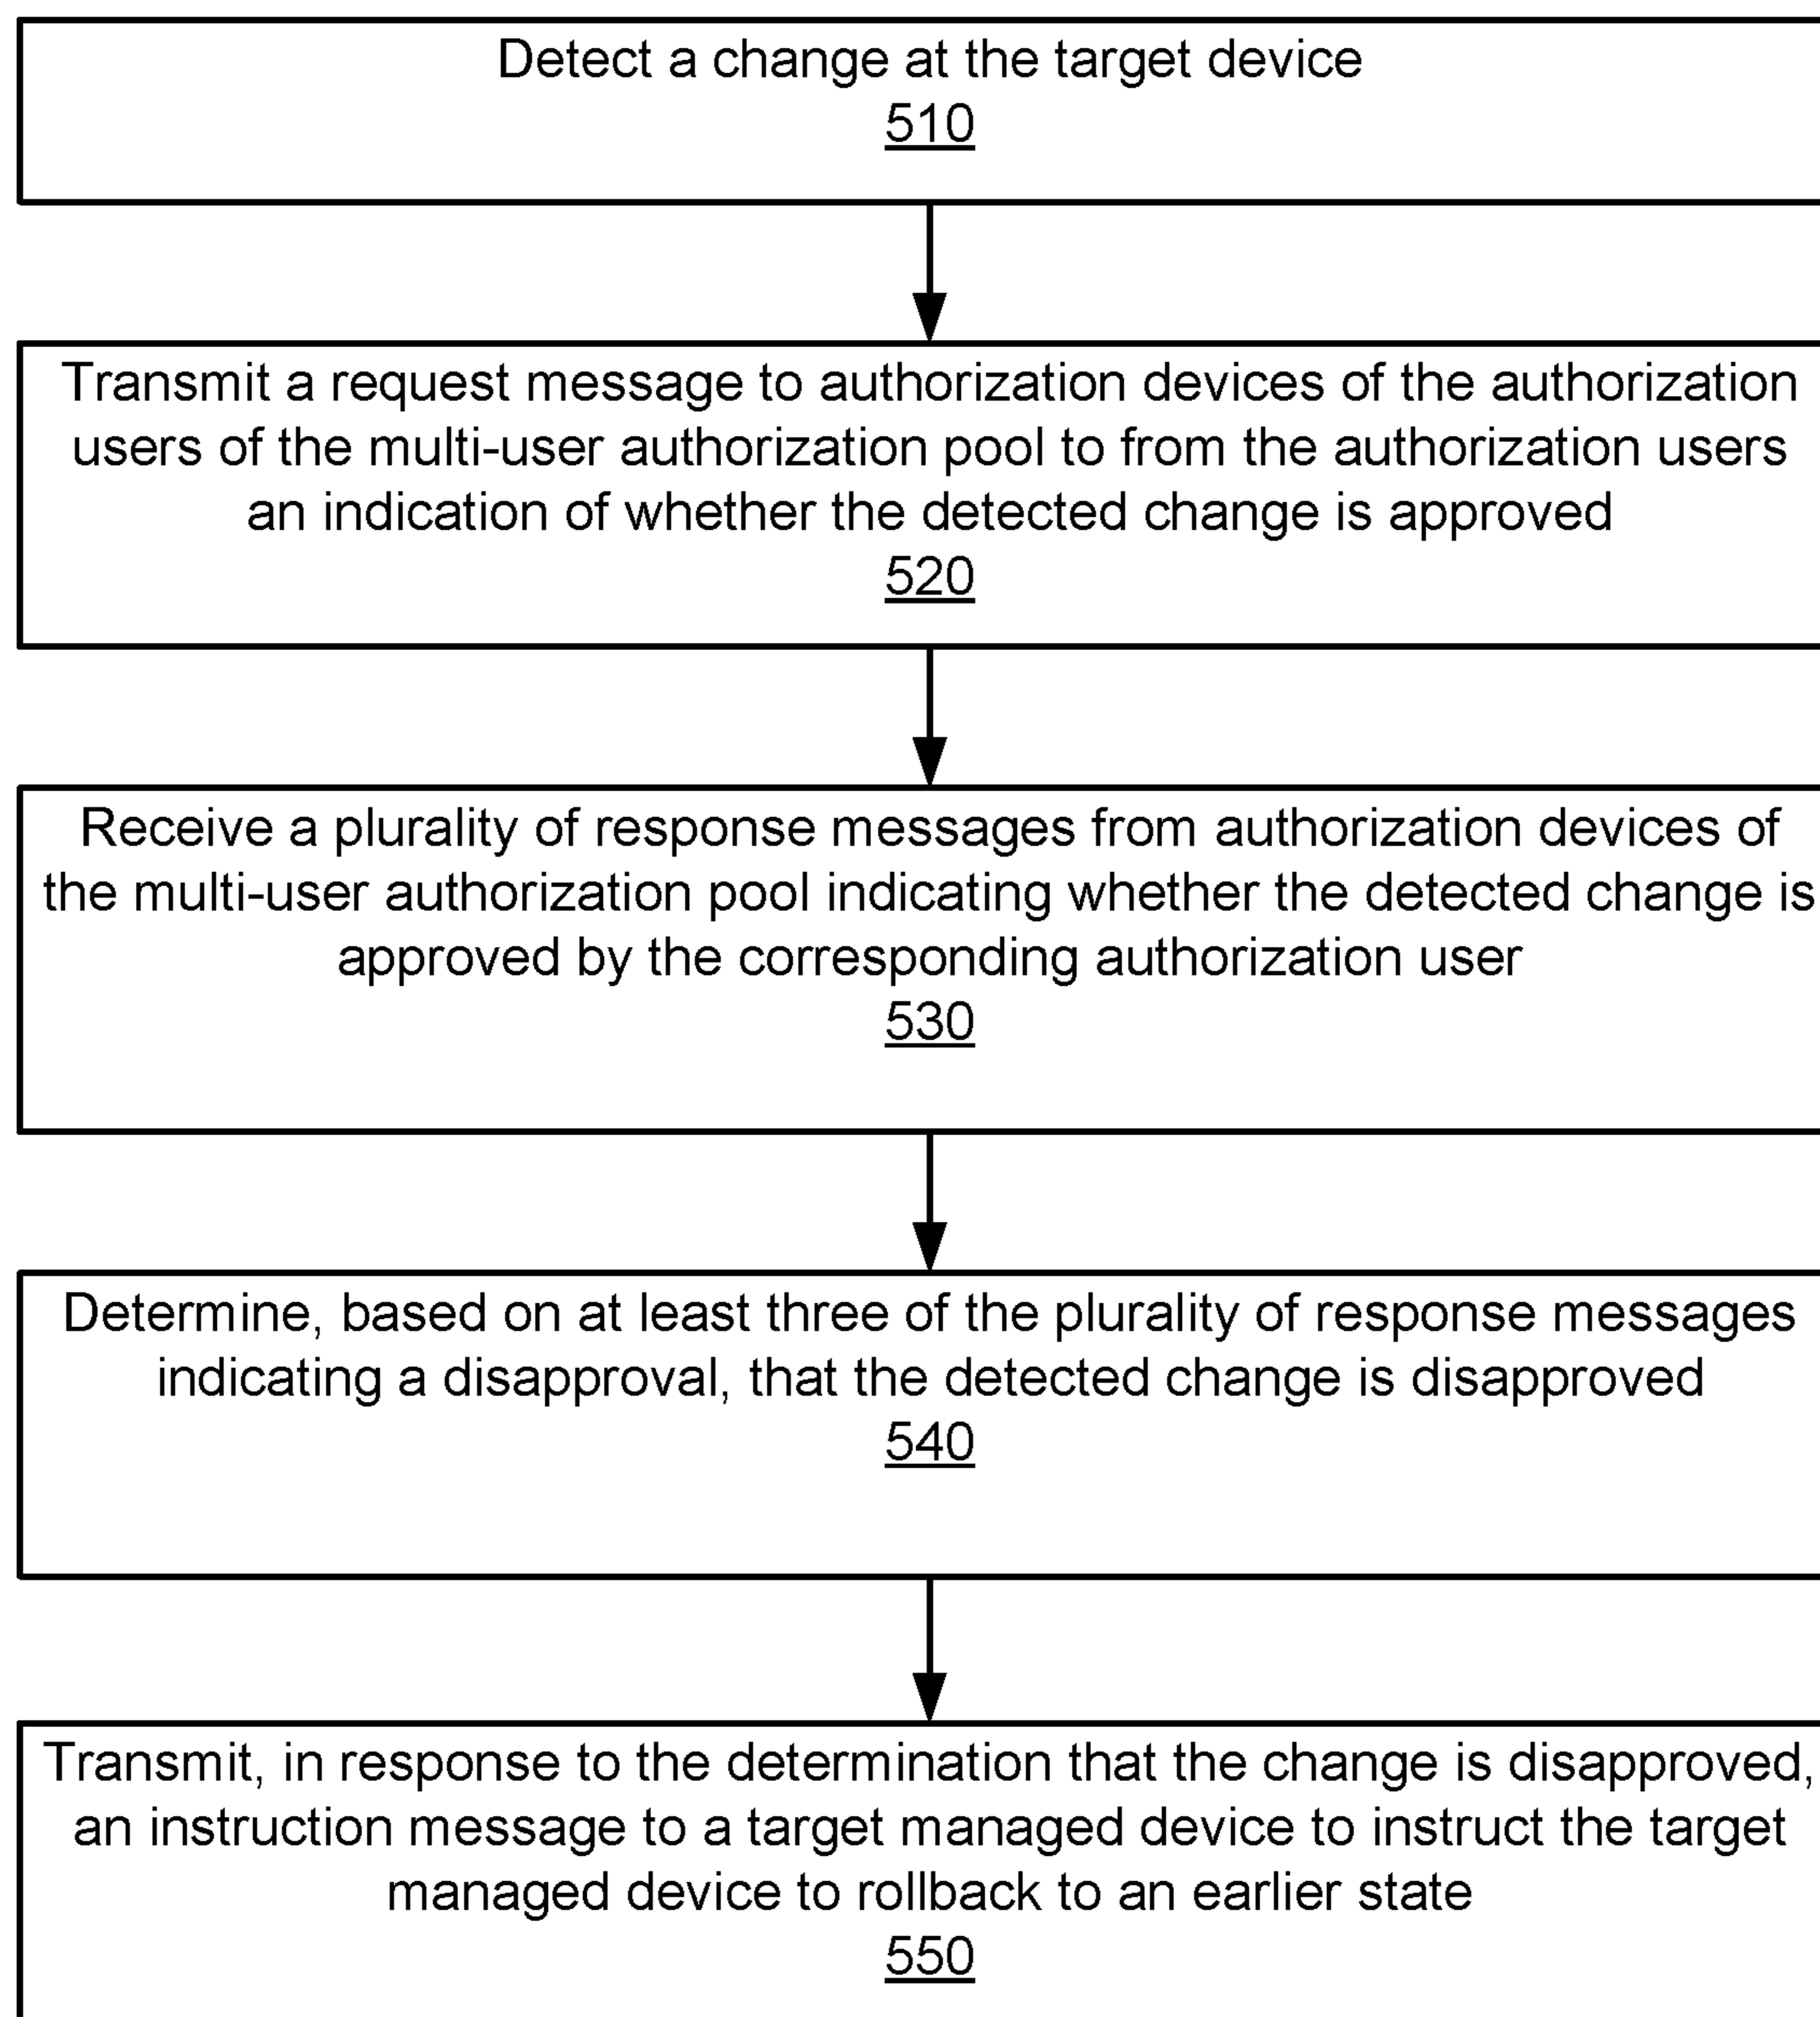 Detect a change at the target device
510
Transmit a request message to authorization devices of the authorization
users of the multi-user authorization pool to from the authorization users
an indication of whether the detected change is approved
520
Receive a plurality of response messages from authorization devices of
the multi-user authorization pool indicating whether the detected change is
approved by the corresponding authorization user
530
Determine, based on at least three of the plurality of response messages
indicating a disapproval, that the detected change is disapproved
540
Transmit, in response to the determination that the change is disapproved,
an instruction message to a target managed device to instruct the target
managed device to rollback to an earlier state
550